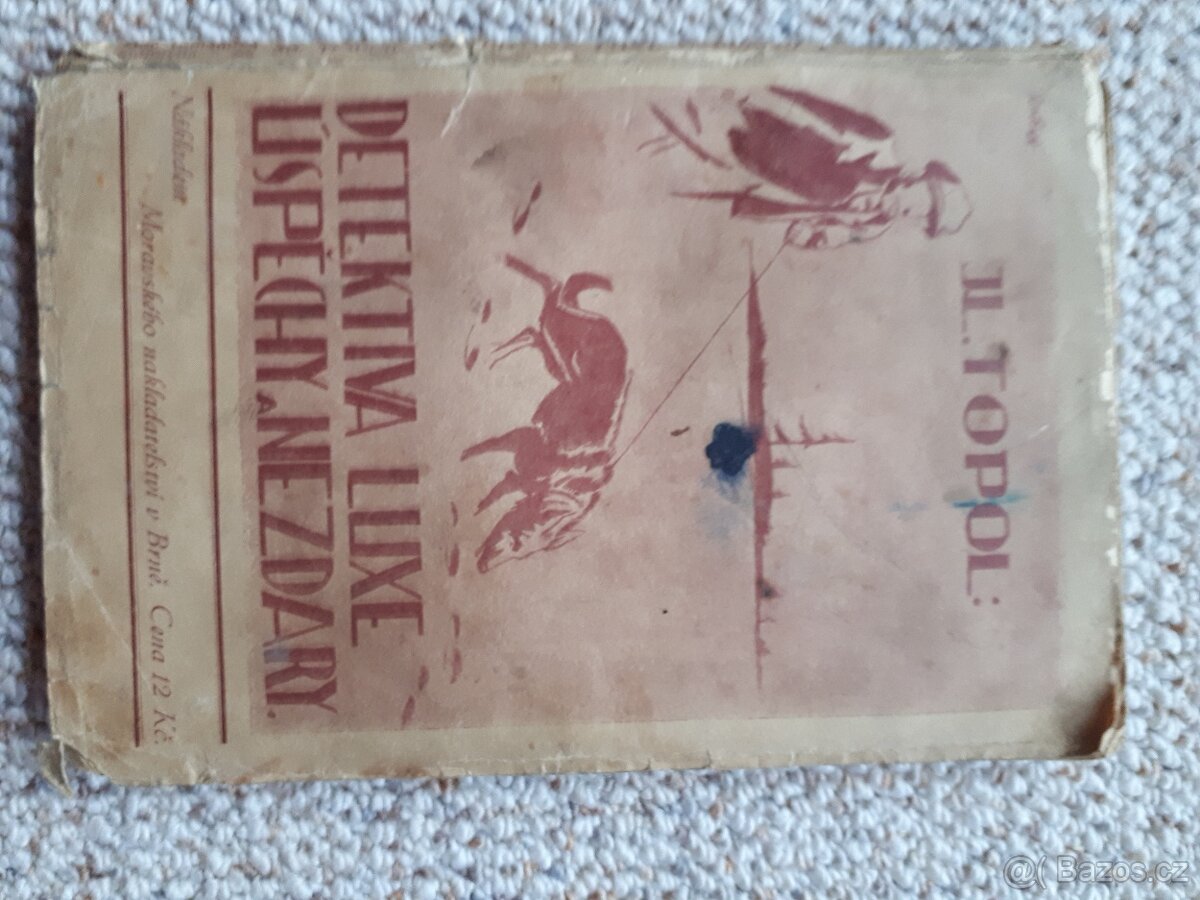 H. TOPOL:
DETEKTIVA LUXE
ÚSPĚCHY A NEZDARY.
Nákladem
Moravského nakladatelství v Brně. Cena 12 Kč.
@( Bazos.cz